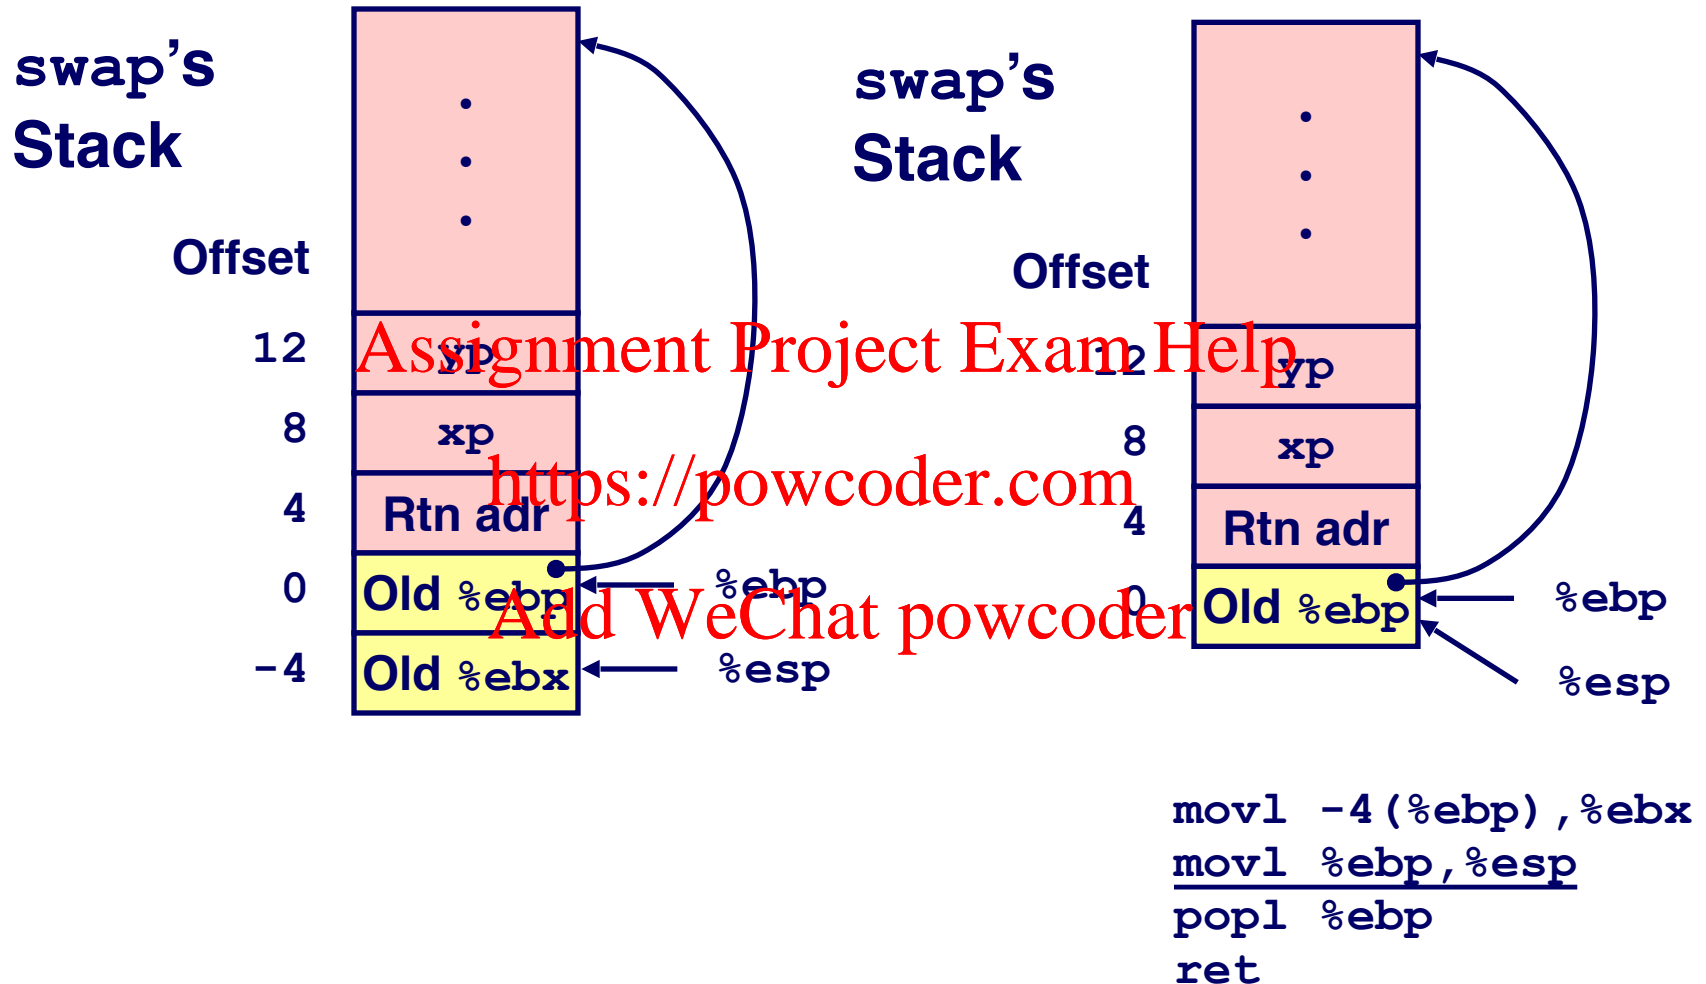 swap's
Stack
Offset
12
yp
8
xp
4
Rtn adr
0
Old %ebp
%ebp
-4
Old %ebx
%esp
swap's
Stack
Offset
12
yp
8
xp
4
Rtn adr
0
Old %ebp
%ebp
%esp
Assignment Project Exam Help
https://powcoder.com
Add WeChat powcoder
movl -4(%ebp),%ebx
movl %ebp,%esp
popl %ebp
ret